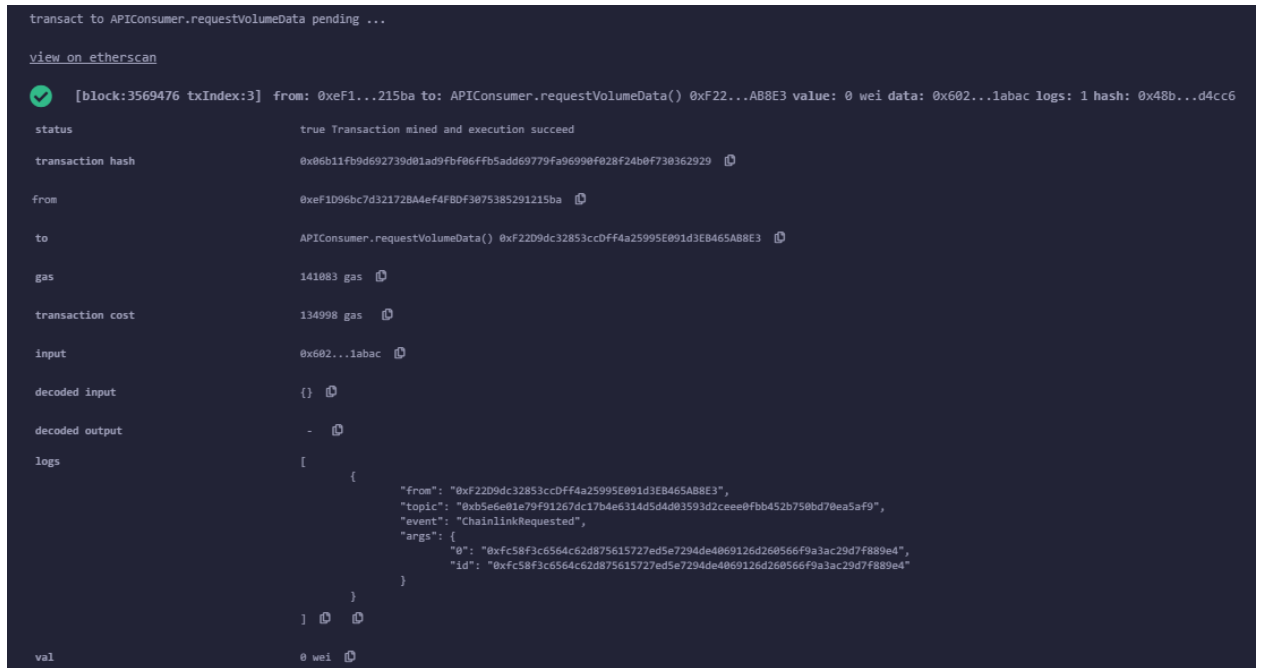 transact to APIConsumer.requestVolumeData pending ...
view on etherscan
[block:3569476 txIndex:3] from: 0xeF1...215ba to: APIConsumer.requestVolumeData() 0xF22...AB8E3 value: 0 wei data: 0x602...1abac logs: 1 hash: 0x48b...d4cc6
status true Transaction mined and execution succeed
transaction hash 0x06b11fb9d692739d01ad9fbf06ffb5add69779fa96990f028f24b0f730362929
from 0xeF1D96bc7d32172BA4ef4FBDf3075385291215ba
to APIConsumer.requestVolumeData() 0xF22D9dc32853ccDff4a25995E091d3EB465AB8E3
gas 141083 gas
transaction cost 134998 gas
input 0x602...1abac
decoded input {}
decoded output -
logs [
{
"from": "0xF22D9dc32853ccDff4a25995E091d3EB465AB8E3",
"topic": "0xb5e6e01e79f91267dc17b4e6314d5d4d03593d2ceee0fbb452b750bd70ea5af9",
"event": "ChainlinkRequested",
"args": {
"0": "0xfc58f3c6564c62d875615727ed5e7294de4069126d260566f9a3ac29d7f889e4",
"id": "0xfc58f3c6564c62d875615727ed5e7294de4069126d260566f9a3ac29d7f889e4"
}
}
]
val 0 wei